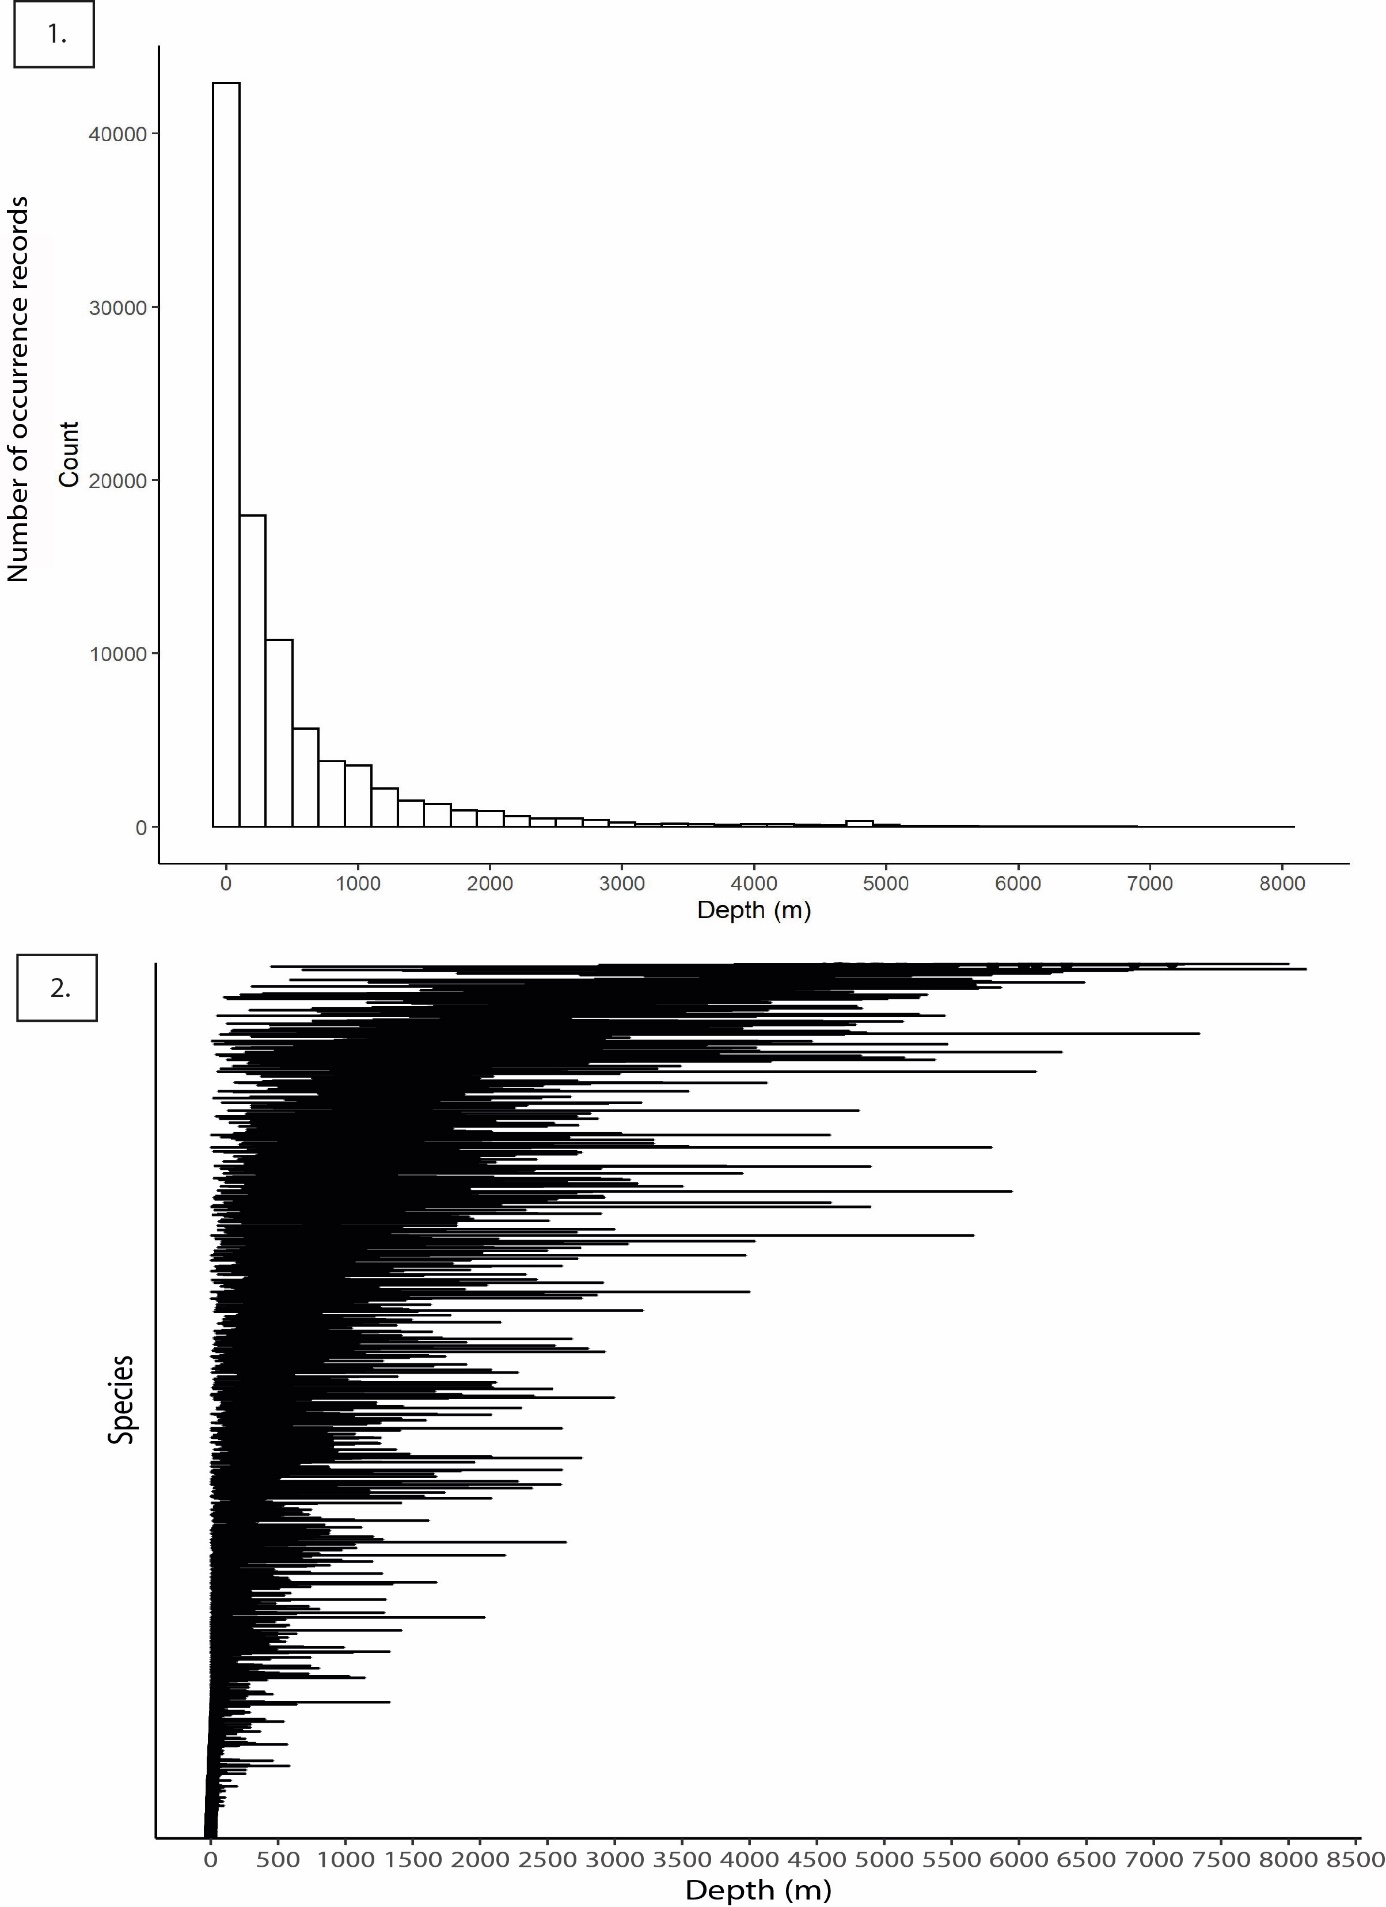 1.
Number of occurrence records
Count
40000
30000
20000
10000
0
0 1000 2000 3000 4000 5000 6000 7000 8000
Depth (m)
2.
Species
0 500 1000 1500 2000 2500 3000 3500 4000 4500 5000 5500 6000 6500 7000 7500 8000 8500
Depth (m)